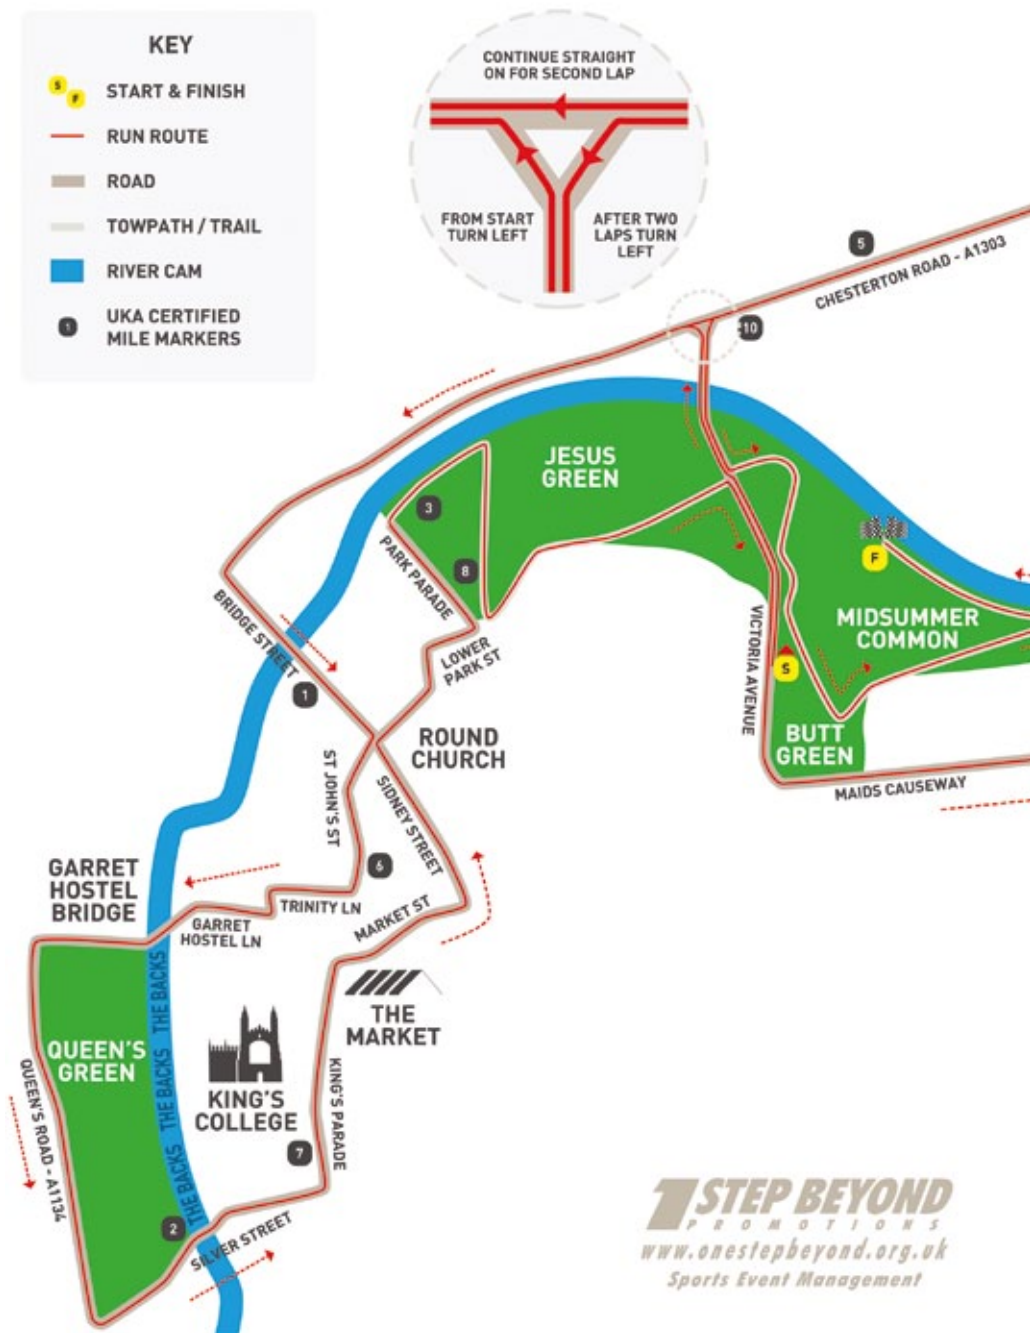 KEY
S
F
START & FINISH
RUN ROUTE
ROAD
TOWPATH / TRAIL
RIVER CAM
1
UKA CERTIFIED
MILE MARKERS
CONTINUE STRAIGHT
ON FOR SECOND LAP
FROM START
TURN LEFT
AFTER TWO
LAPS TURN
LEFT
5
CHESTERTON ROAD - A1303
10
JESUS
GREEN
3
PARK PARADE
8
F
MIDSUMMER
COMMON
BRIDGE STREET
LOWER
PARK ST
VICTORIA AVENUE
S
1
BUTT
GREEN
ROUND
CHURCH
ST JOHN'S ST
SIDNEY STREET
MAIDS CAUSEWAY
6
GARRET
HOSTEL
BRIDGE
TRINITY LN
GARRET
HOSTEL LN
MARKET ST
THE BACKS
THE BACKS
THE BACKS
THE
MARKET
QUEEN'S
GREEN
QUEEN'S ROAD - A1134
KING'S
COLLEGE
KING'S PARADE
7
2
SILVER STREET
1STEP BEYOND
PROMOTIONS
www.onestepbeyond.org.uk
Sports Event Management